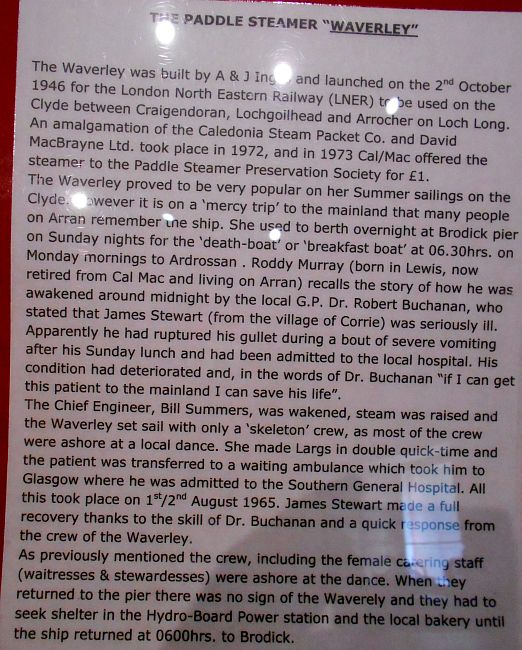 THE PADDLE STEAMER "WAVERLEY"
The Waverley was built by A & J Inglis and launched on the 2nd October
1946 for the London North Eastern Railway (LNER) to be used on the
Clyde between Craigendoran, Lochgoilhead and Arrocher on Loch Long.
An amalgamation of the Caledonia Steam Packet Co. and David
MacBrayne Ltd. took place in 1972, and in 1973 Cal/Mac offered the
steamer to the Paddle Steamer Preservation Society for £1.
The Waverley proved to be very popular on her Summer sailings on the
Clyde. However it is on a 'mercy trip' to the mainland that many people
on Arran remember the ship. She used to berth overnight at Brodick pier
on Sunday nights for the 'death-boat' or 'breakfast boat' at 06.30hrs. on
Monday mornings to Ardrossan . Roddy Murray (born in Lewis, now
retired from Cal Mac and living on Arran) recalls the story of how he was
awakened around midnight by the local G.P. Dr. Robert Buchanan, who
stated that James Stewart (from the village of Corrie) was seriously ill.
Apparently he had ruptured his gullet during a bout of severe vomiting
after his Sunday lunch and had been admitted to the local hospital. His
condition had deteriorated and, in the words of Dr. Buchanan "if I can get
this patient to the mainland I can save his life".
The Chief Engineer, Bill Summers, was wakened, steam was raised and
the Waverley set sail with only a 'skeleton' crew, as most of the crew
were ashore at a local dance. She made Largs in double quick-time and
the patient was transferred to a waiting ambulance which took him to
Glasgow where he was admitted to the Southern General Hospital. All
this took place on 1st/2nd August 1965. James Stewart made a full
recovery thanks to the skill of Dr. Buchanan and a quick response from
the crew of the Waverley.
As previously mentioned the crew, including the female catering staff
(waitresses & stewardesses) were ashore at the dance. When they
returned to the pier there was no sign of the Waverely and they had to
seek shelter in the Hydro-Board Power station and the local bakery until
the ship returned at 0600hrs. to Brodick.